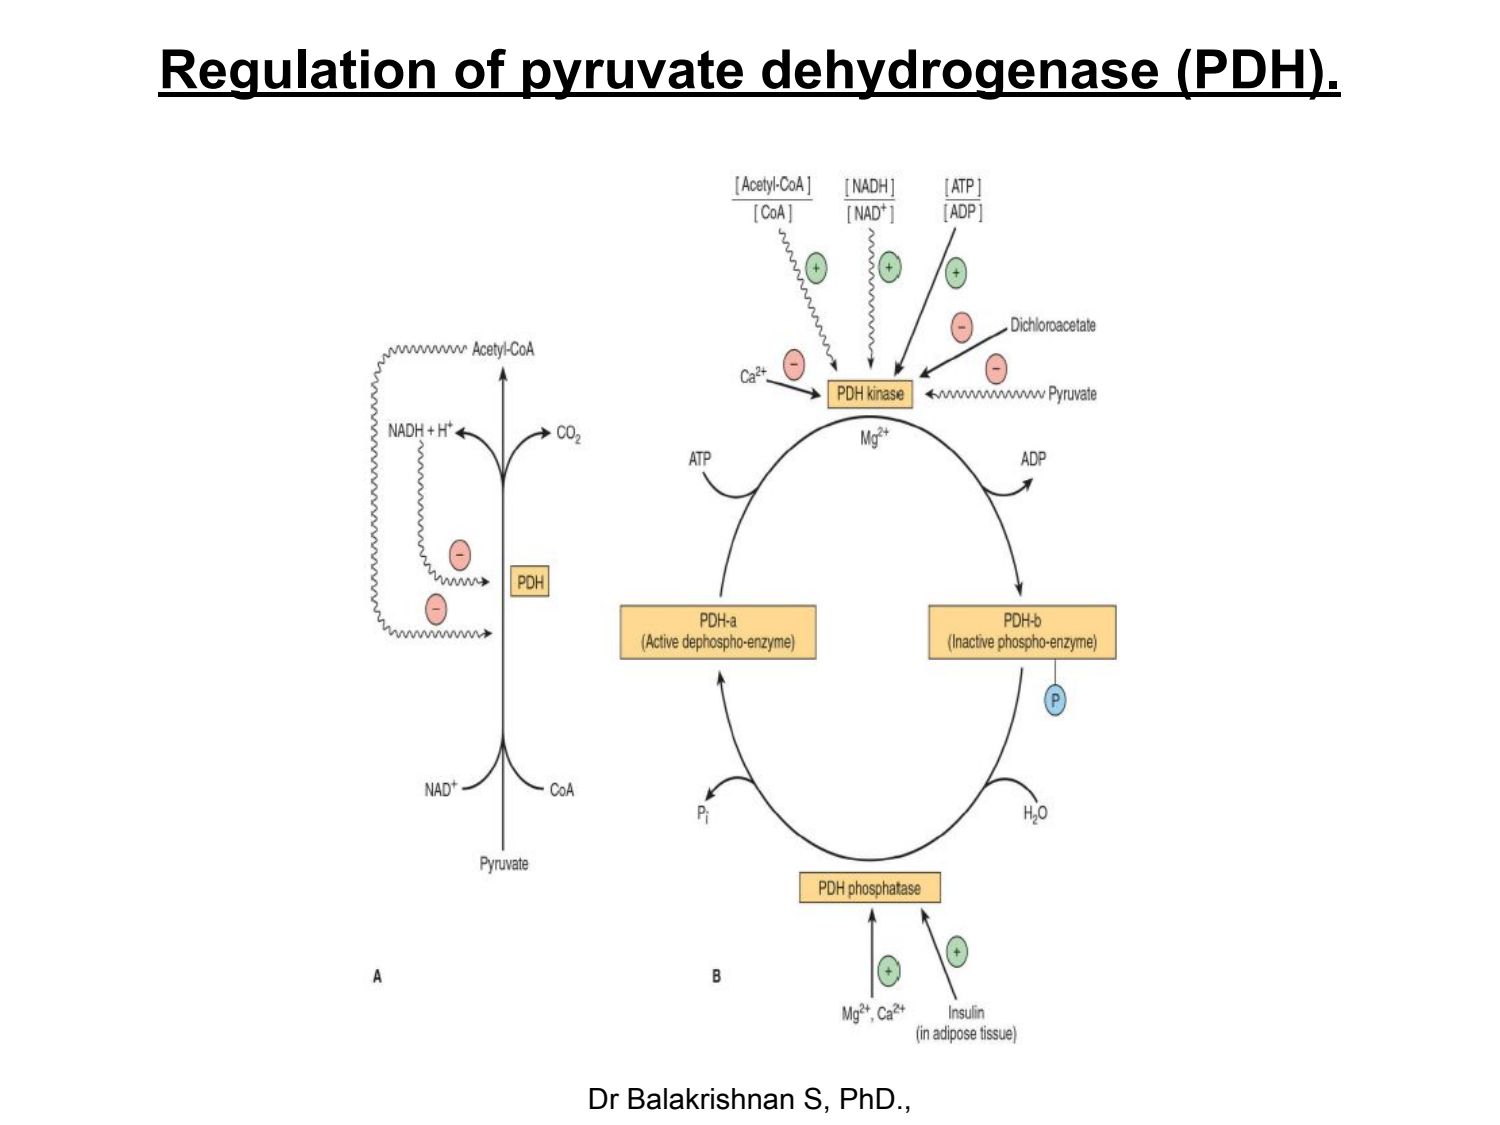 Regulation of pyruvate dehydrogenase (PDH).
[Acetyl-CoA]
[CoA]
[NADH]
[NAD⁺]
[ATP]
[ADP]
+
+
+
−
Dichloroacetate
−
Ca²⁺
−
PDH kinase
Pyruvate
Mg²⁺
ATP
ADP
PDH-a
(Active dephospho-enzyme)
PDH-b
(Inactive phospho-enzyme)
P
Pᵢ
H₂O
PDH phosphatase
+
+
Mg²⁺, Ca²⁺
Insulin
(in adipose tissue)
B
Acetyl-CoA
NADH + H⁺
CO₂
−
PDH
−
NAD⁺
CoA
Pyruvate
A
Dr Balakrishnan S, PhD.,